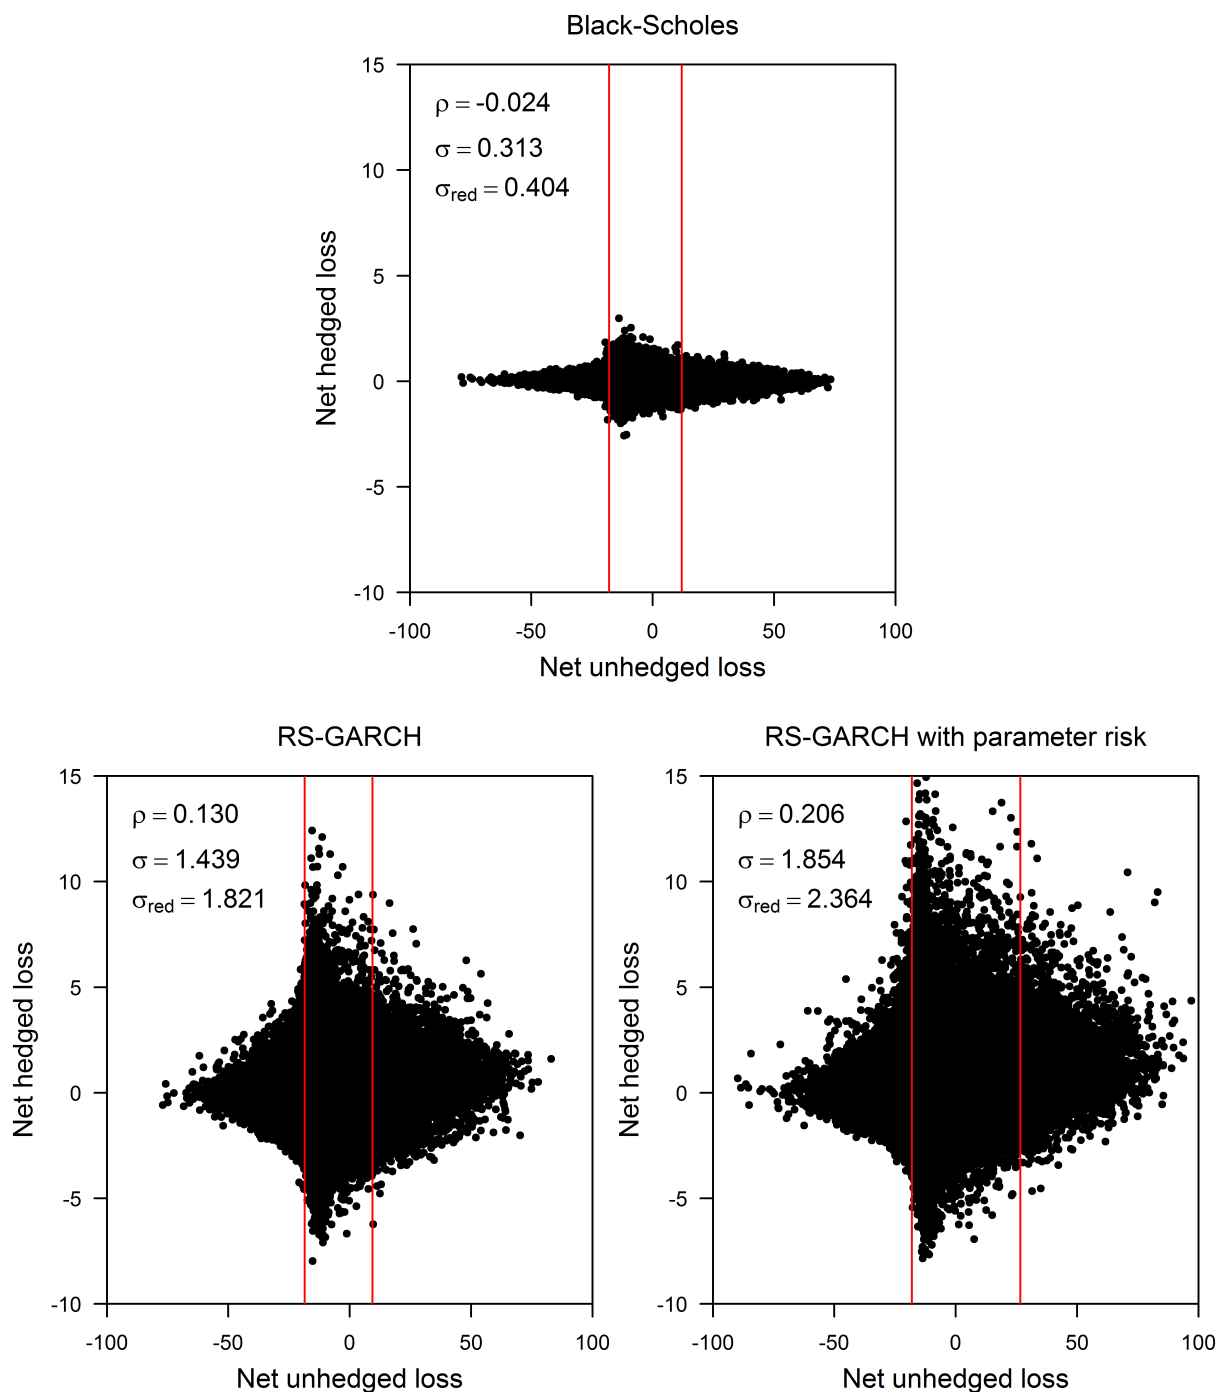 Black-Scholes
ρ = -0.024
σ = 0.313
σred = 0.404
15
10
5
0
-5
-10
Net hedged loss
-100 -50 0 50 100
Net unhedged loss
RS-GARCH
ρ = 0.130
σ = 1.439
σred = 1.821
15
10
5
0
-5
-10
Net hedged loss
-100 -50 0 50 100
Net unhedged loss
RS-GARCH with parameter risk
ρ = 0.206
σ = 1.854
σred = 2.364
15
10
5
0
-5
-10
Net hedged loss
-100 -50 0 50 100
Net unhedged loss